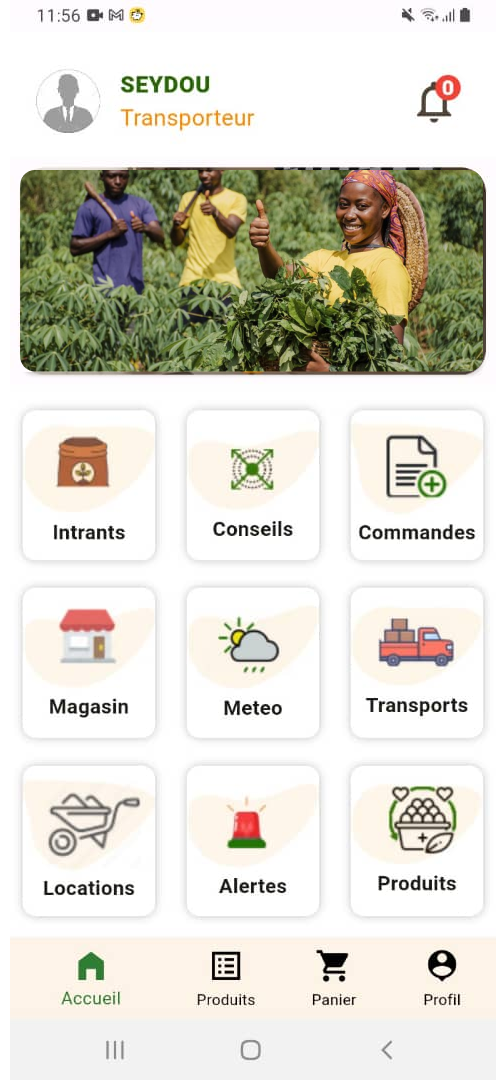 11:56
SEYDOU
Transporteur
0
Intrants
Conseils
Commandes
Magasin
Meteo
Transports
Locations
Alertes
Produits
Accueil
Produits
Panier
Profil